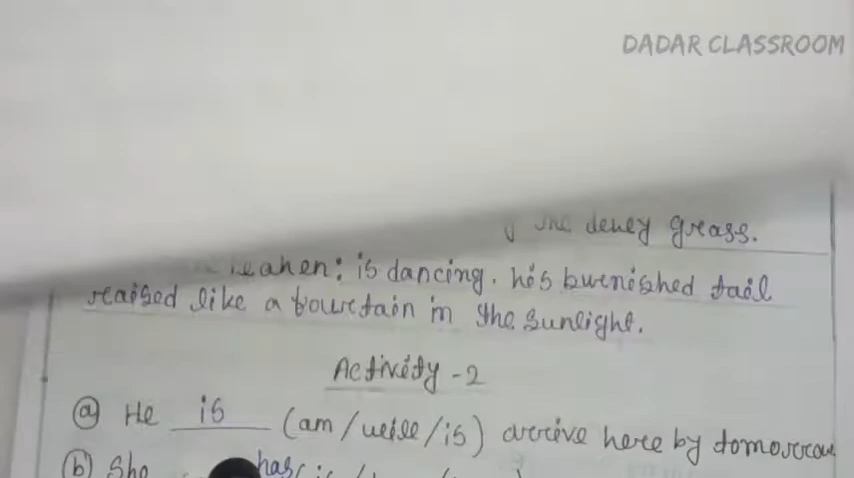 DADAR CLASSROOM
the dewy grass.
is dancing. his burnished tail
raised like a fountain in the sunlight.
Activity - 2
(a) He is (am/will/is) arrive here by tomorrow
(b) She has